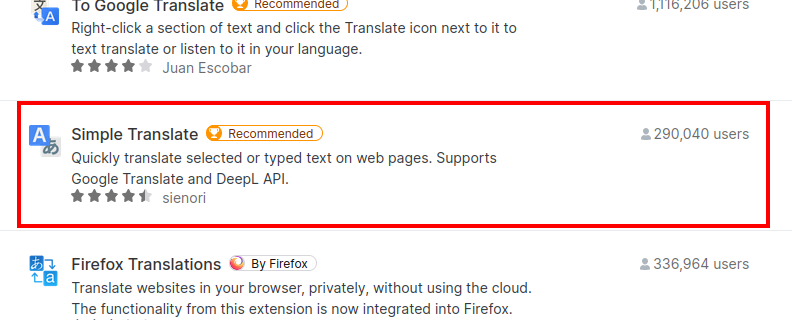 To Google Translate Recommended 1,116,206 users
Right-click a section of text and click the Translate icon next to it to
text translate or listen to it in your language.
Juan Escobar
Simple Translate Recommended 290,040 users
Quickly translate selected or typed text on web pages. Supports
Google Translate and DeepL API.
sienori
Firefox Translations By Firefox 336,964 users
Translate websites in your browser, privately, without using the cloud.
The functionality from this extension is now integrated into Firefox.